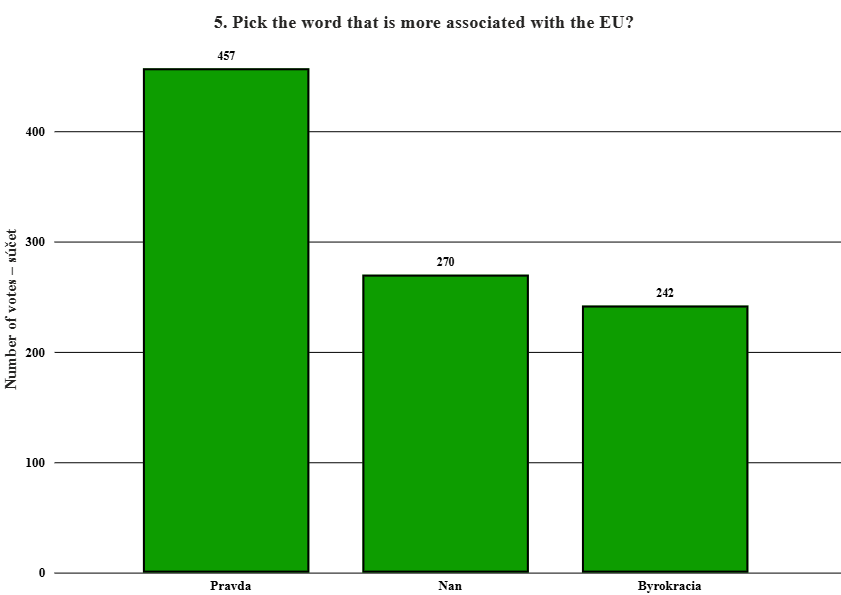 5. Pick the word that is more associated with the EU?
457
400
300
270
242
Number of votes – súčet
200
100
0
Pravda
Nan
Byrokracia